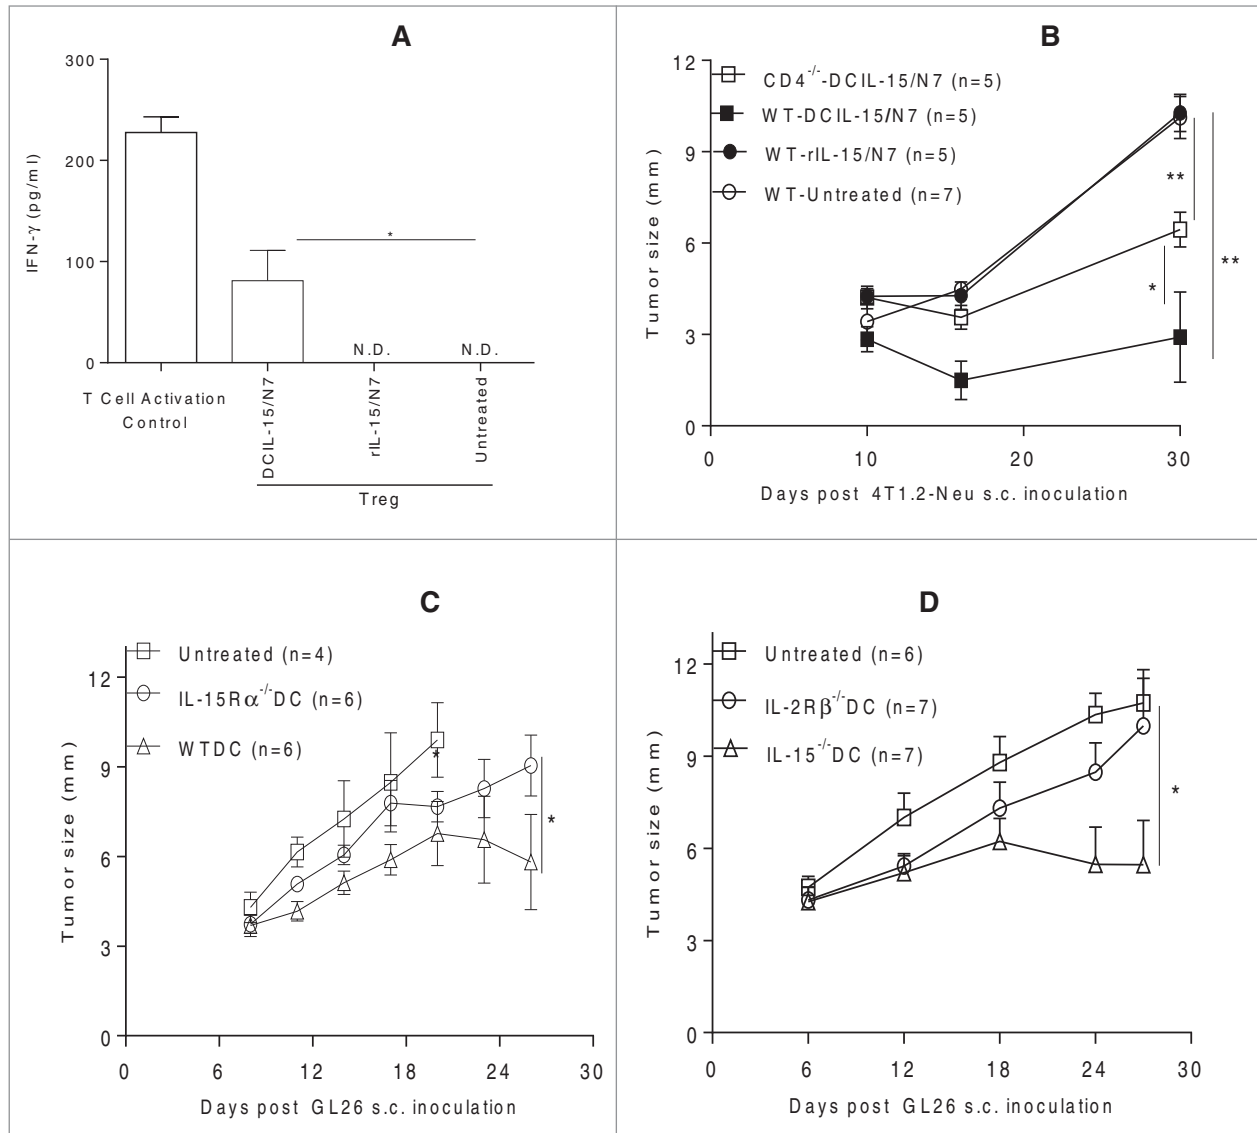 A
300
200
100
0
IFN-γ (pg/ml)
*
N.D.
N.D.
T Cell Activation
Control
DCIL-15/N7
rIL-15/N7
Untreated
Treg
B
12
9
6
3
0
Tumor size (mm)
CD4-/--DCIL-15/N7 (n=5)
WT-DCIL-15/N7 (n=5)
WT-rIL-15/N7 (n=5)
WT-Untreated (n=7)
**
**
*
0
10
20
30
Days post 4T1.2-Neu s.c. inoculation
C
Untreated (n=4)
IL-15Rα-/-DC (n=6)
WTDC (n=6)
12
9
6
3
0
Tumor size (mm)
*
*
0
6
12
18
24
30
Days post GL26 s.c. inoculation
D
Untreated (n=6)
IL-2Rβ-/-DC (n=7)
IL-15-/-DC (n=7)
12
9
6
3
0
Tumor size (mm)
*
0
6
12
18
24
30
Days post GL26 s.c. inoculation